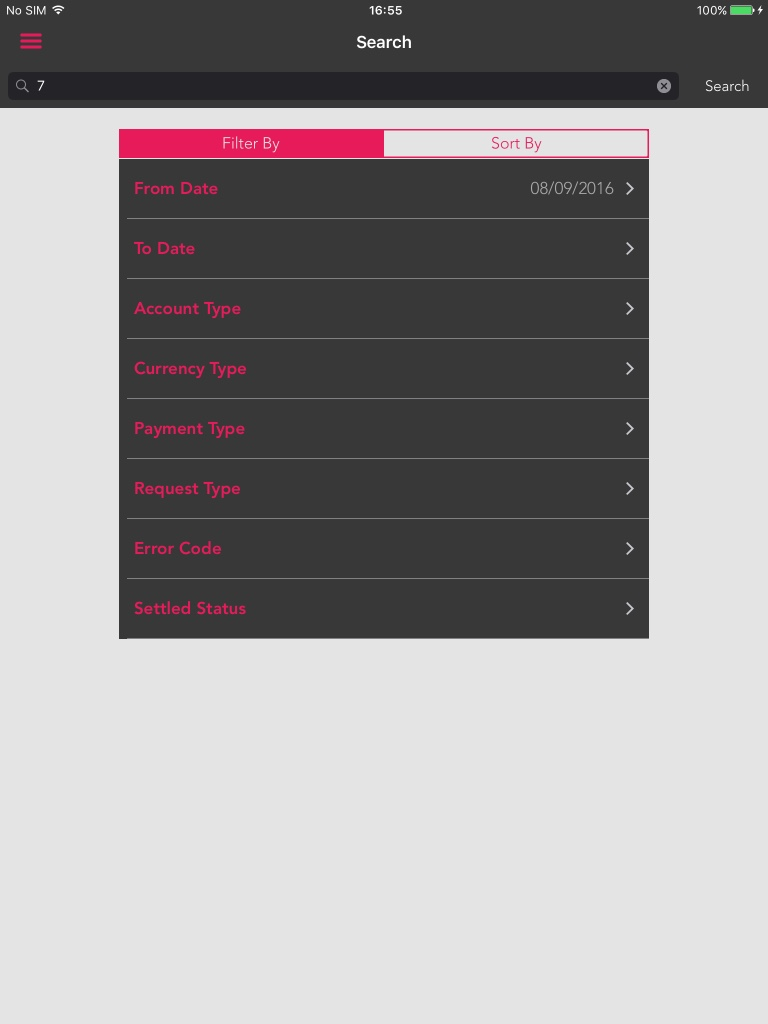 No SIM 16:55 100%
Search
7 Search
Filter By Sort By
From Date 08/09/2016
To Date
Account Type
Currency Type
Payment Type
Request Type
Error Code
Settled Status